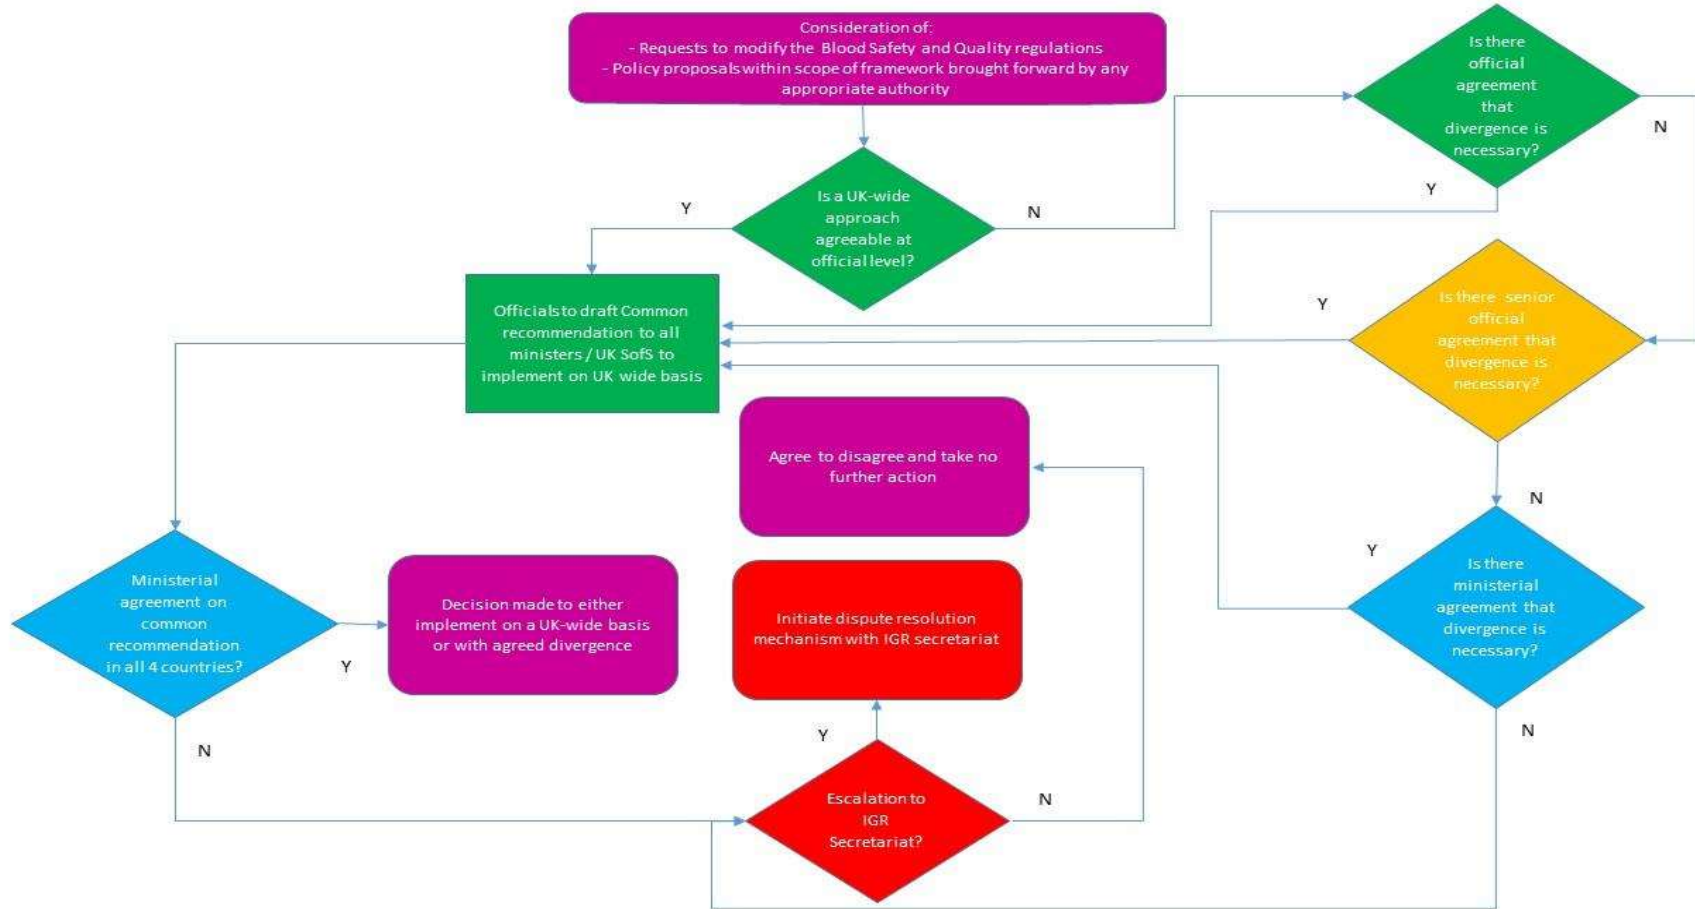 Consideration of:
- Requests to modify the Blood Safety and Quality regulations
- Policy proposals within scope of framework brought forward by any
appropriate authority
Is there
official
agreement
that
divergence is
necessary?
N
Y
Is a UK-wide
approach
agreeable at
official level?
Y
N
Officials to draft Common
recommendation to all
ministers / UK SofS to
implement on UK wide basis
Is there senior
official
agreement that
divergence is
necessary?
Y
N
Agree to disagree and take no
further action
Is there
ministerial
agreement that
divergence is
necessary?
Y
N
Ministerial
agreement on
common
recommendation
in all 4 countries?
Y
N
Decision made to either
implement on a UK-wide basis
or with agreed divergence
Initiate dispute resolution
mechanism with IGR secretariat
Y
Escalation to
IGR
Secretariat?
N